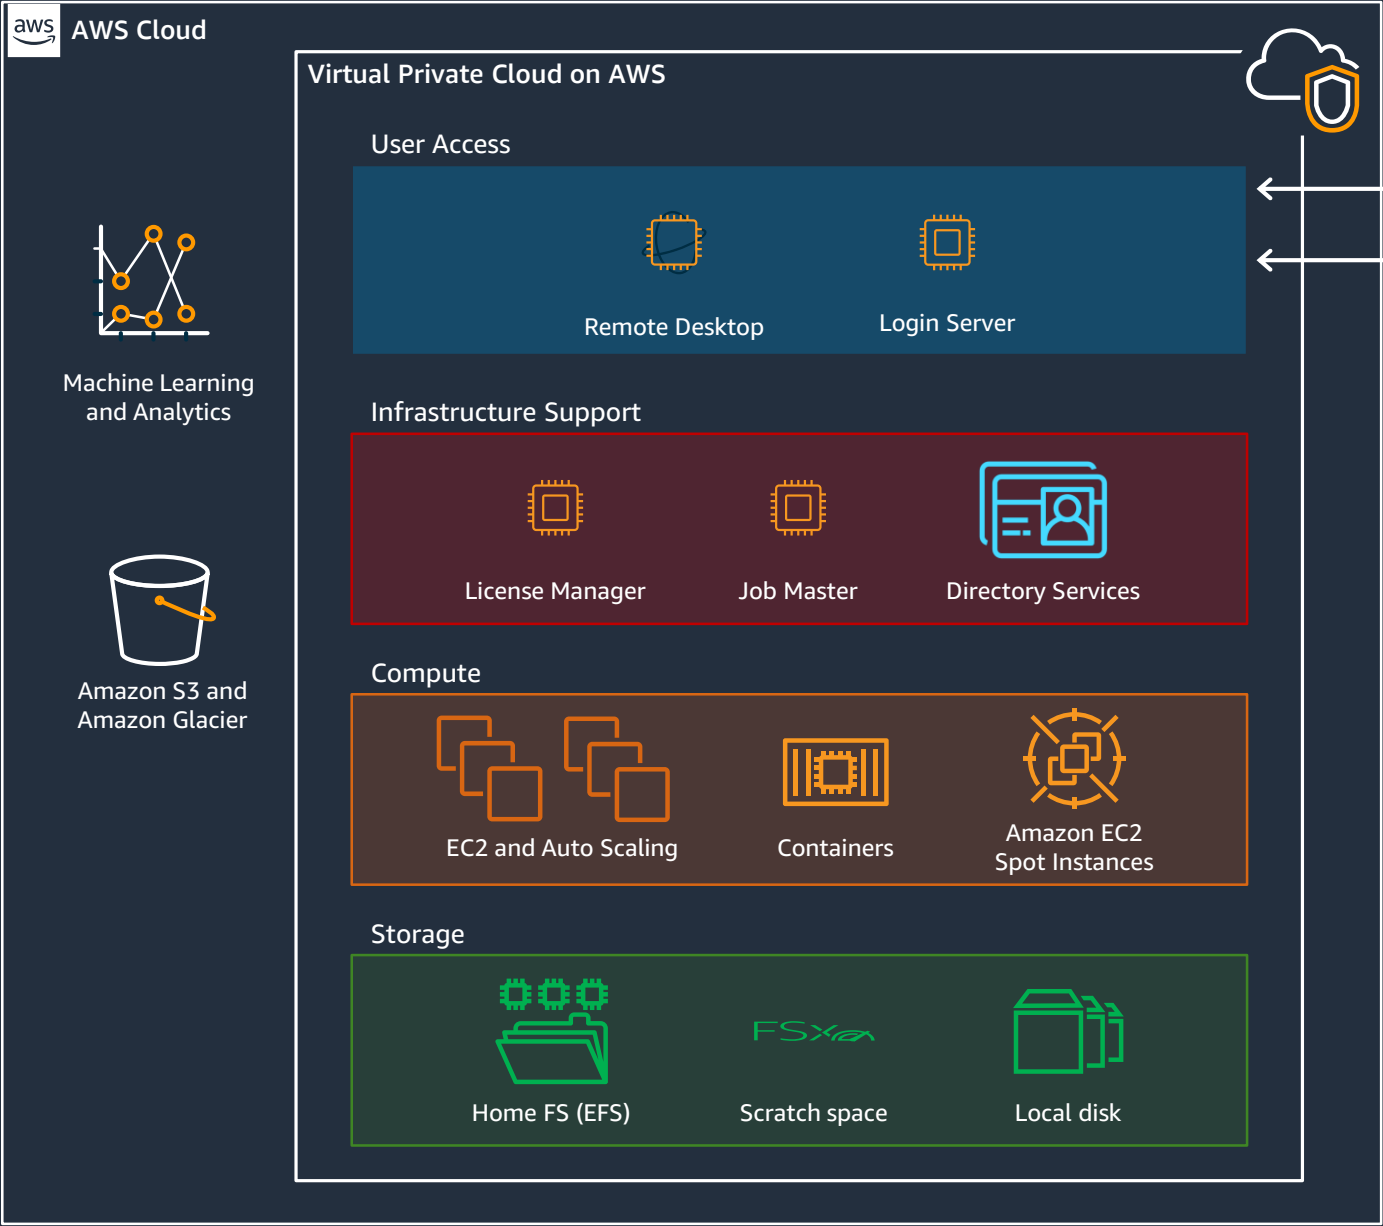 aws
AWS Cloud
Virtual Private Cloud on AWS
User Access
Remote Desktop
Login Server
Machine Learning
and Analytics
Infrastructure Support
License Manager
Job Master
Directory Services
Amazon S3 and
Amazon Glacier
Compute
EC2 and Auto Scaling
Containers
Amazon EC2
Spot Instances
Storage
FSx
Home FS (EFS)
Scratch space
Local disk